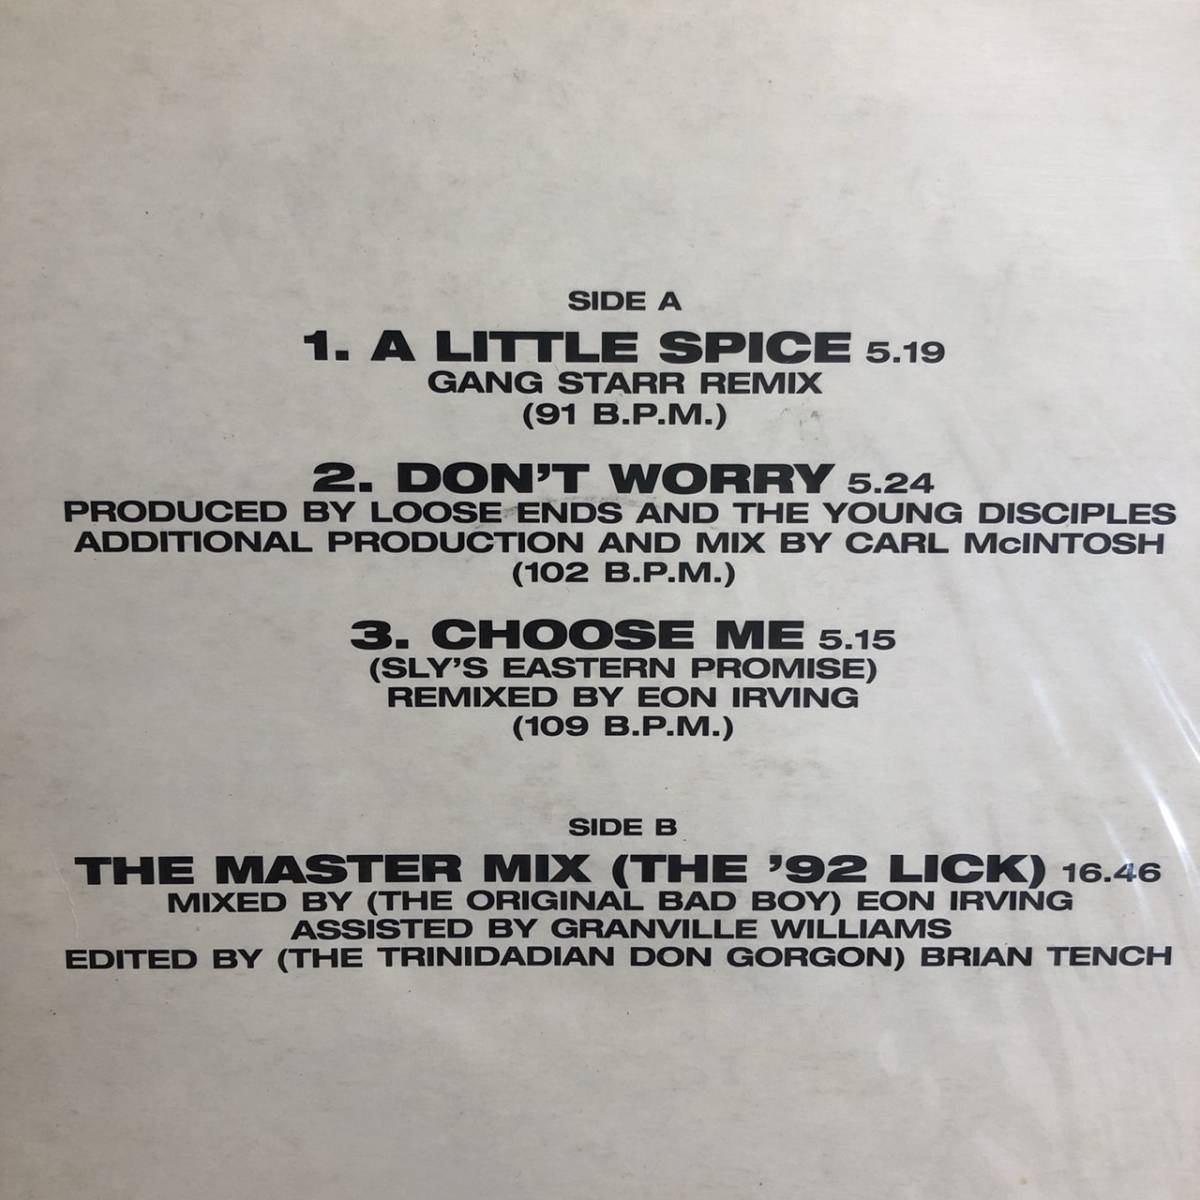 SIDE A
1. A LITTLE SPICE 5.19
GANG STARR REMIX
(91 B.P.M.)
2. DON'T WORRY 5.24
PRODUCED BY LOOSE ENDS AND THE YOUNG DISCIPLES
ADDITIONAL PRODUCTION AND MIX BY CARL McINTOSH
(102 B.P.M.)
3. CHOOSE ME 5.15
(SLY'S EASTERN PROMISE)
REMIXED BY EON IRVING
(109 B.P.M.)
SIDE B
THE MASTER MIX (THE '92 LICK) 16.46
MIXED BY (THE ORIGINAL BAD BOY) EON IRVING
ASSISTED BY GRANVILLE WILLIAMS
EDITED BY (THE TRINIDADIAN DON GORGON) BRIAN TENCH